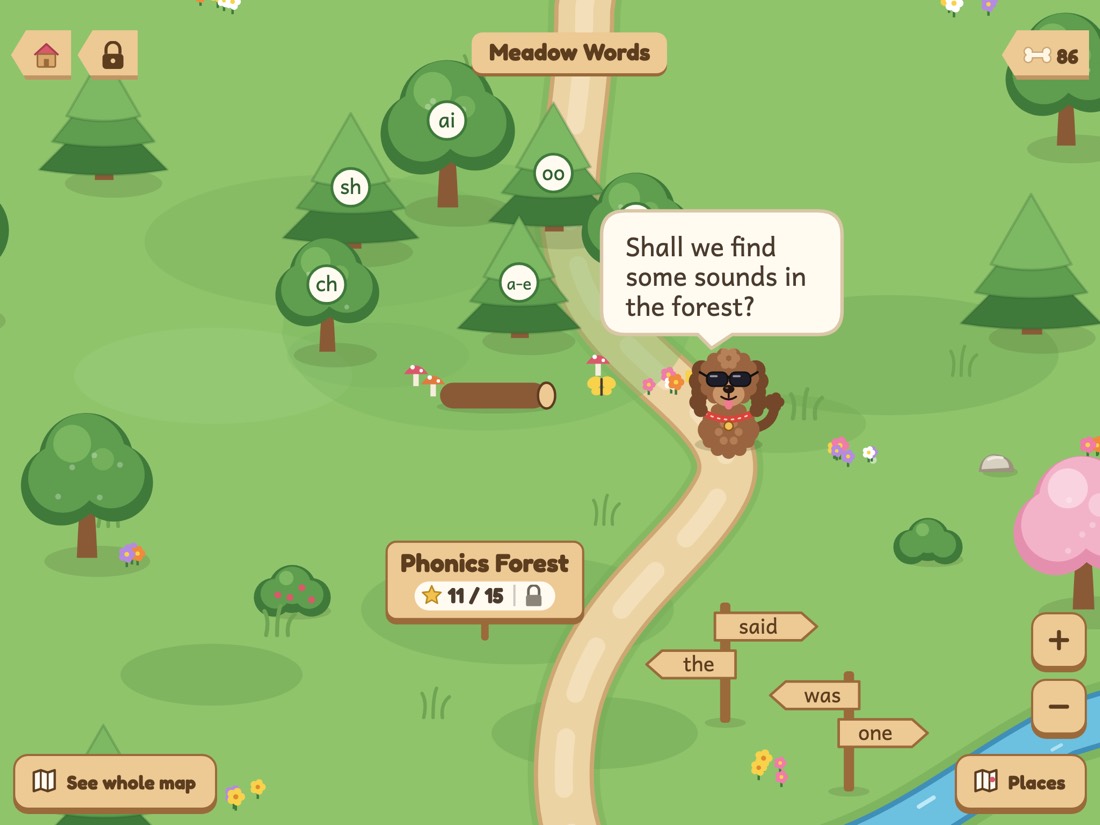 Meadow Words
86
ai
oo
sh
ch
a-e
Shall we find
some sounds in
the forest?
Phonics Forest
11 / 15
said
the
was
one
+
−
See whole map
Places